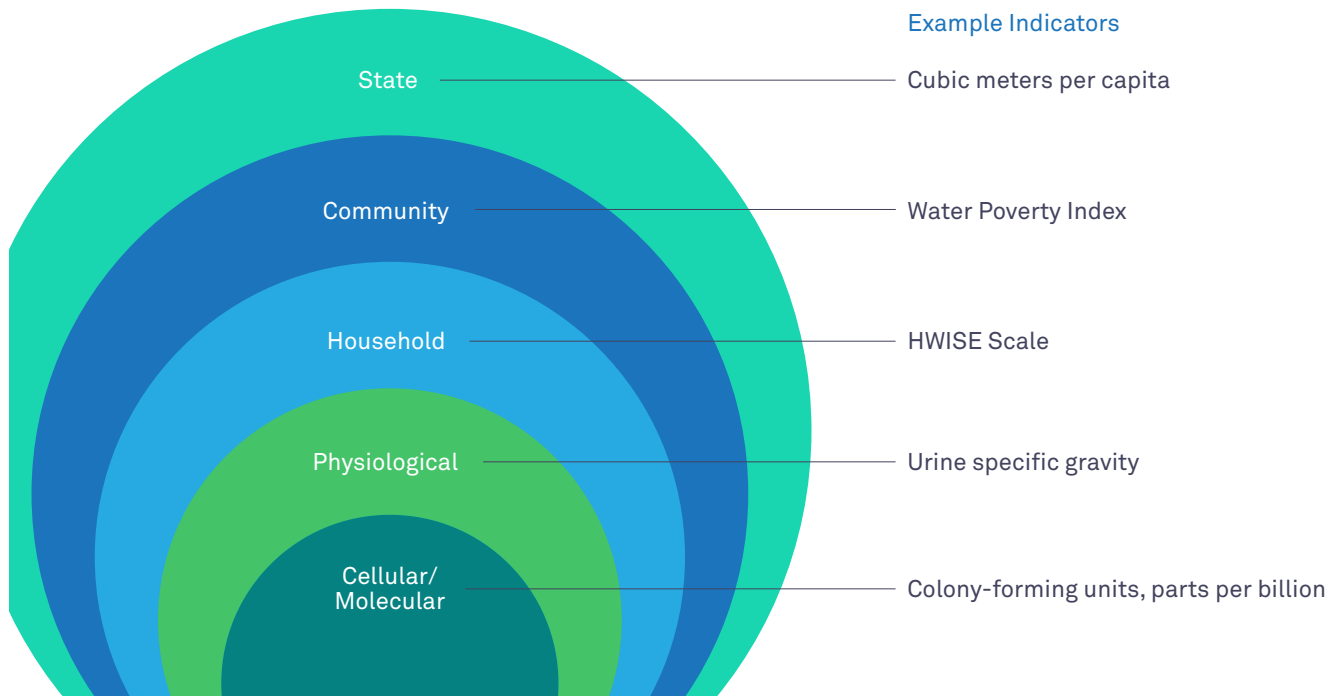 Example Indicators
State
Cubic meters per capita
Community
Water Poverty Index
Household
HWISE Scale
Physiological
Urine specific gravity
Cellular/
Molecular
Colony-forming units, parts per billion